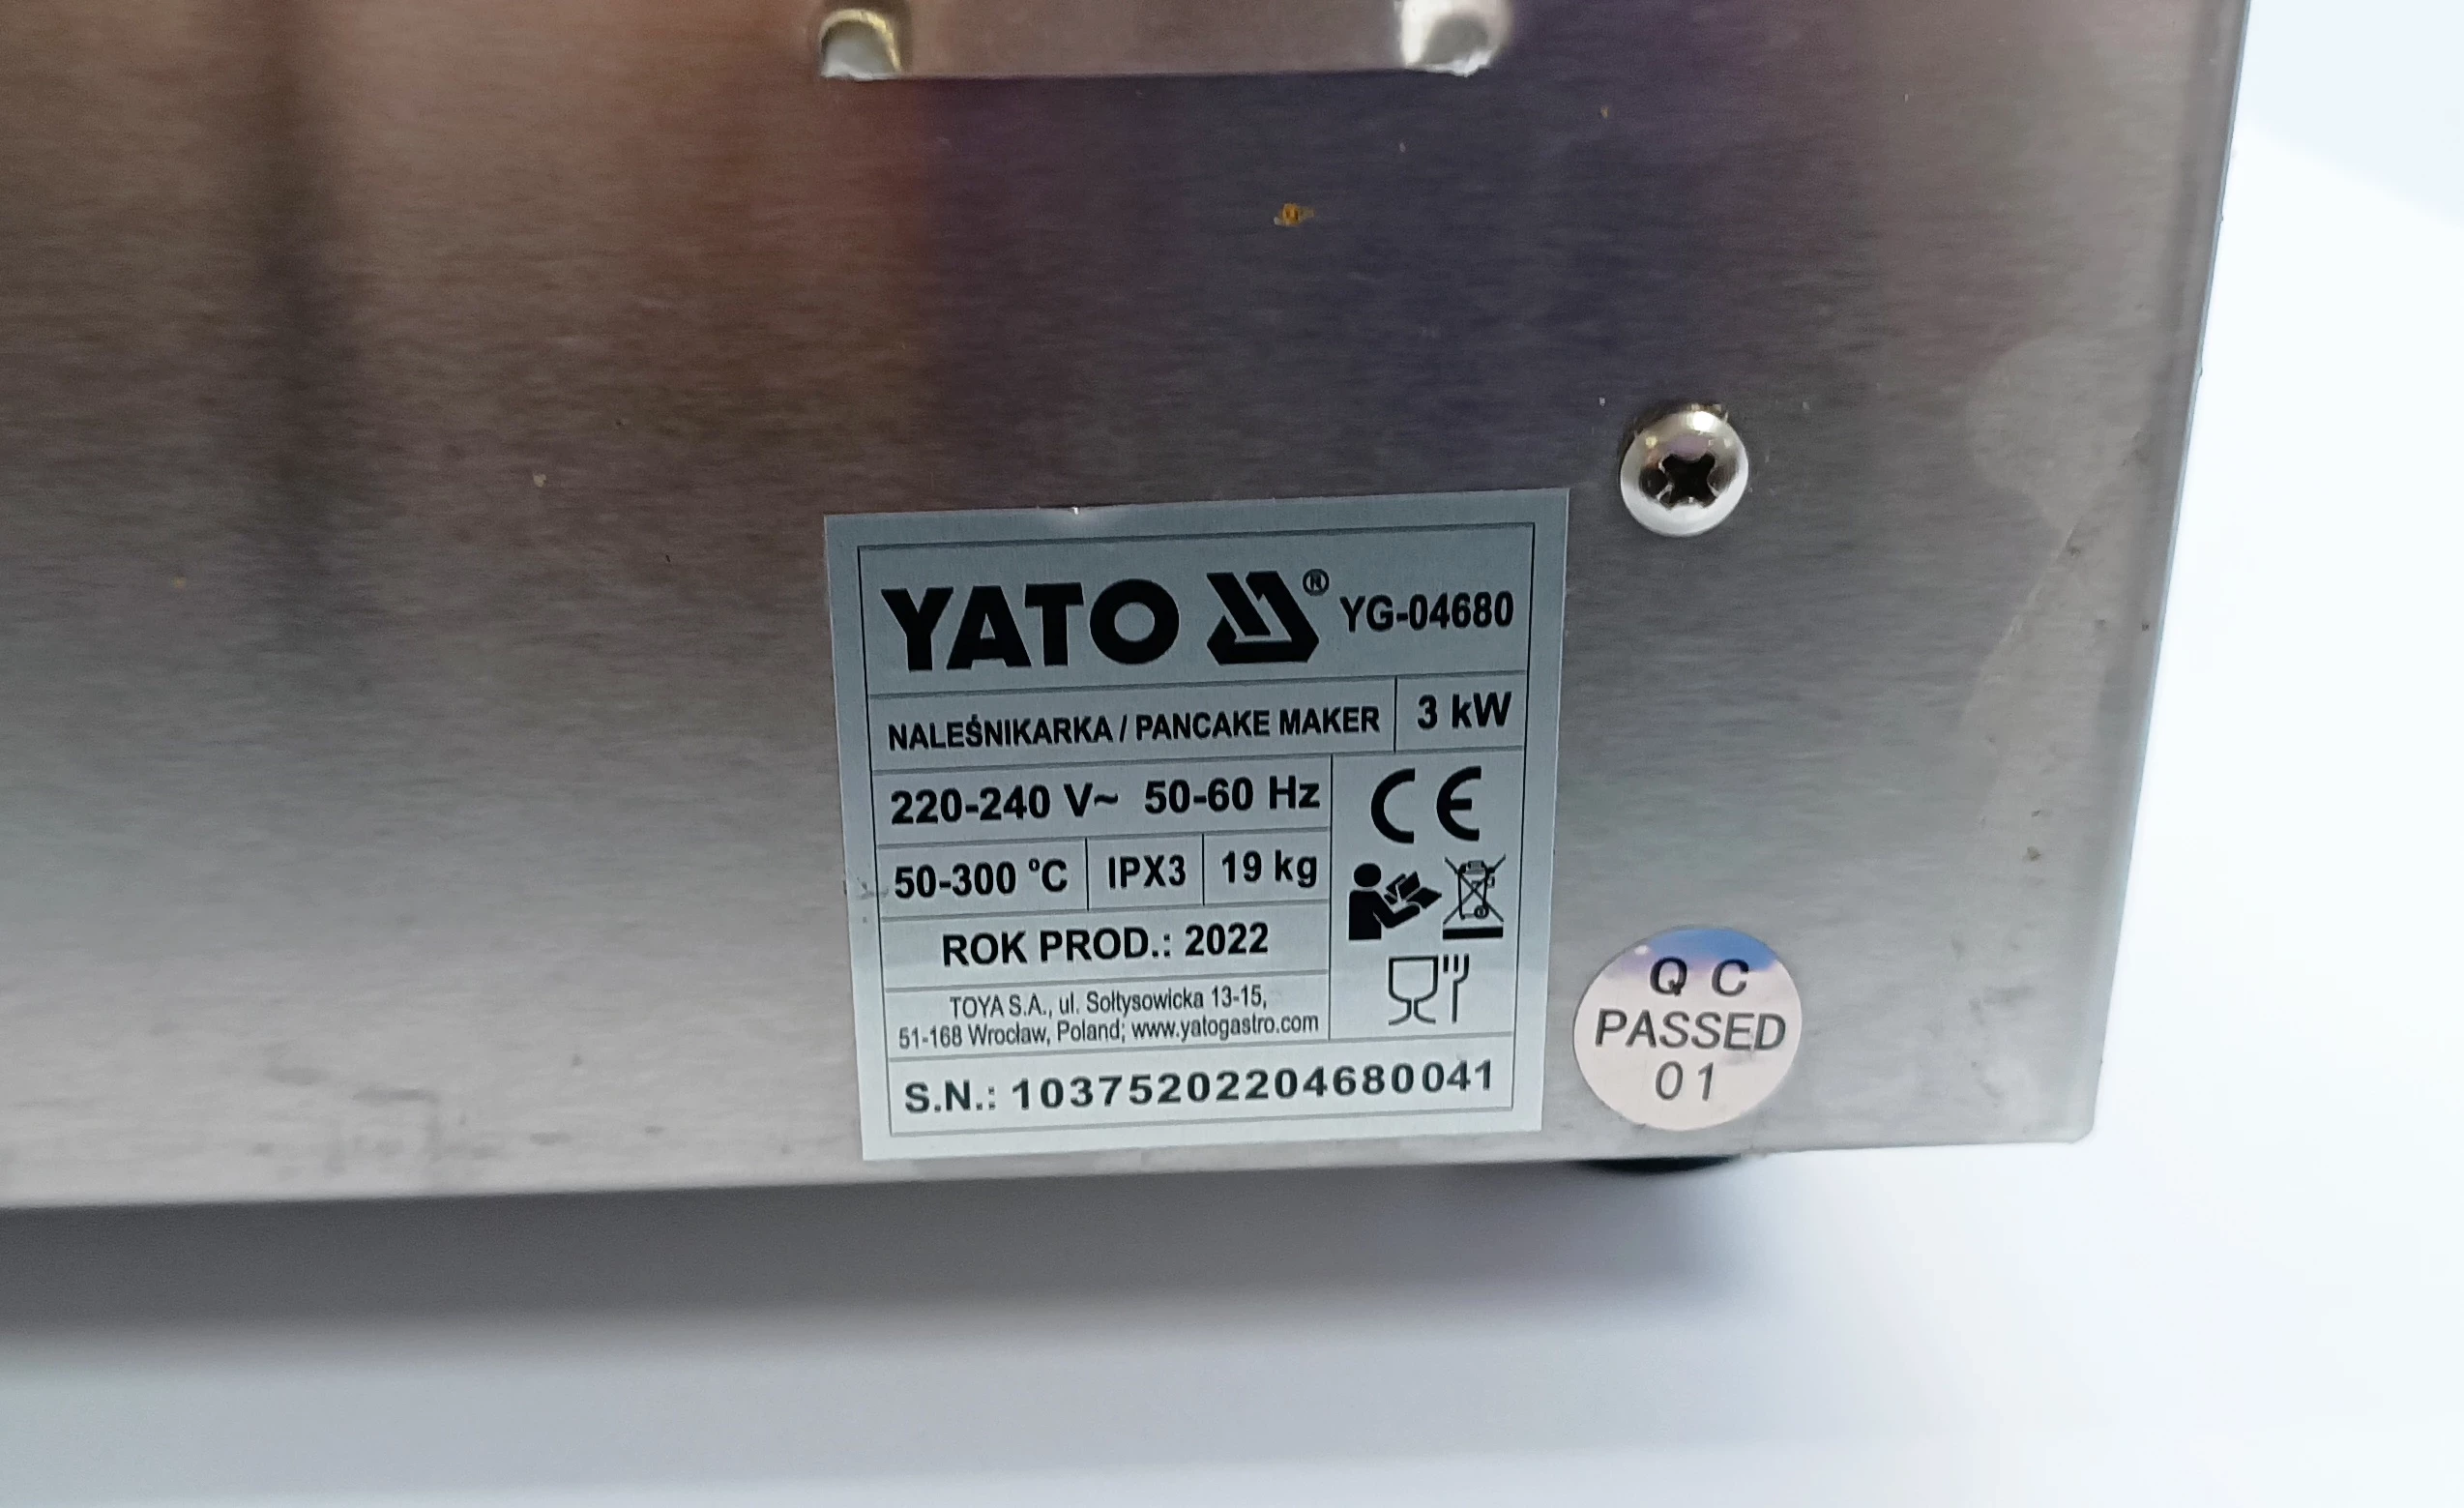 YATO ® YG-04680
NALEŚNIKARKA / PANCAKE MAKER 3 kW
220-240 V~ 50-60 Hz
CE
50-300 °C IPX3 19 kg
ROK PROD.: 2022
TOYA S.A., ul. Sołtysowicka 13-15,
51-168 Wrocław, Poland; www.yatogastro.com
S.N.: 10375202204680041
Q C
PASSED
01